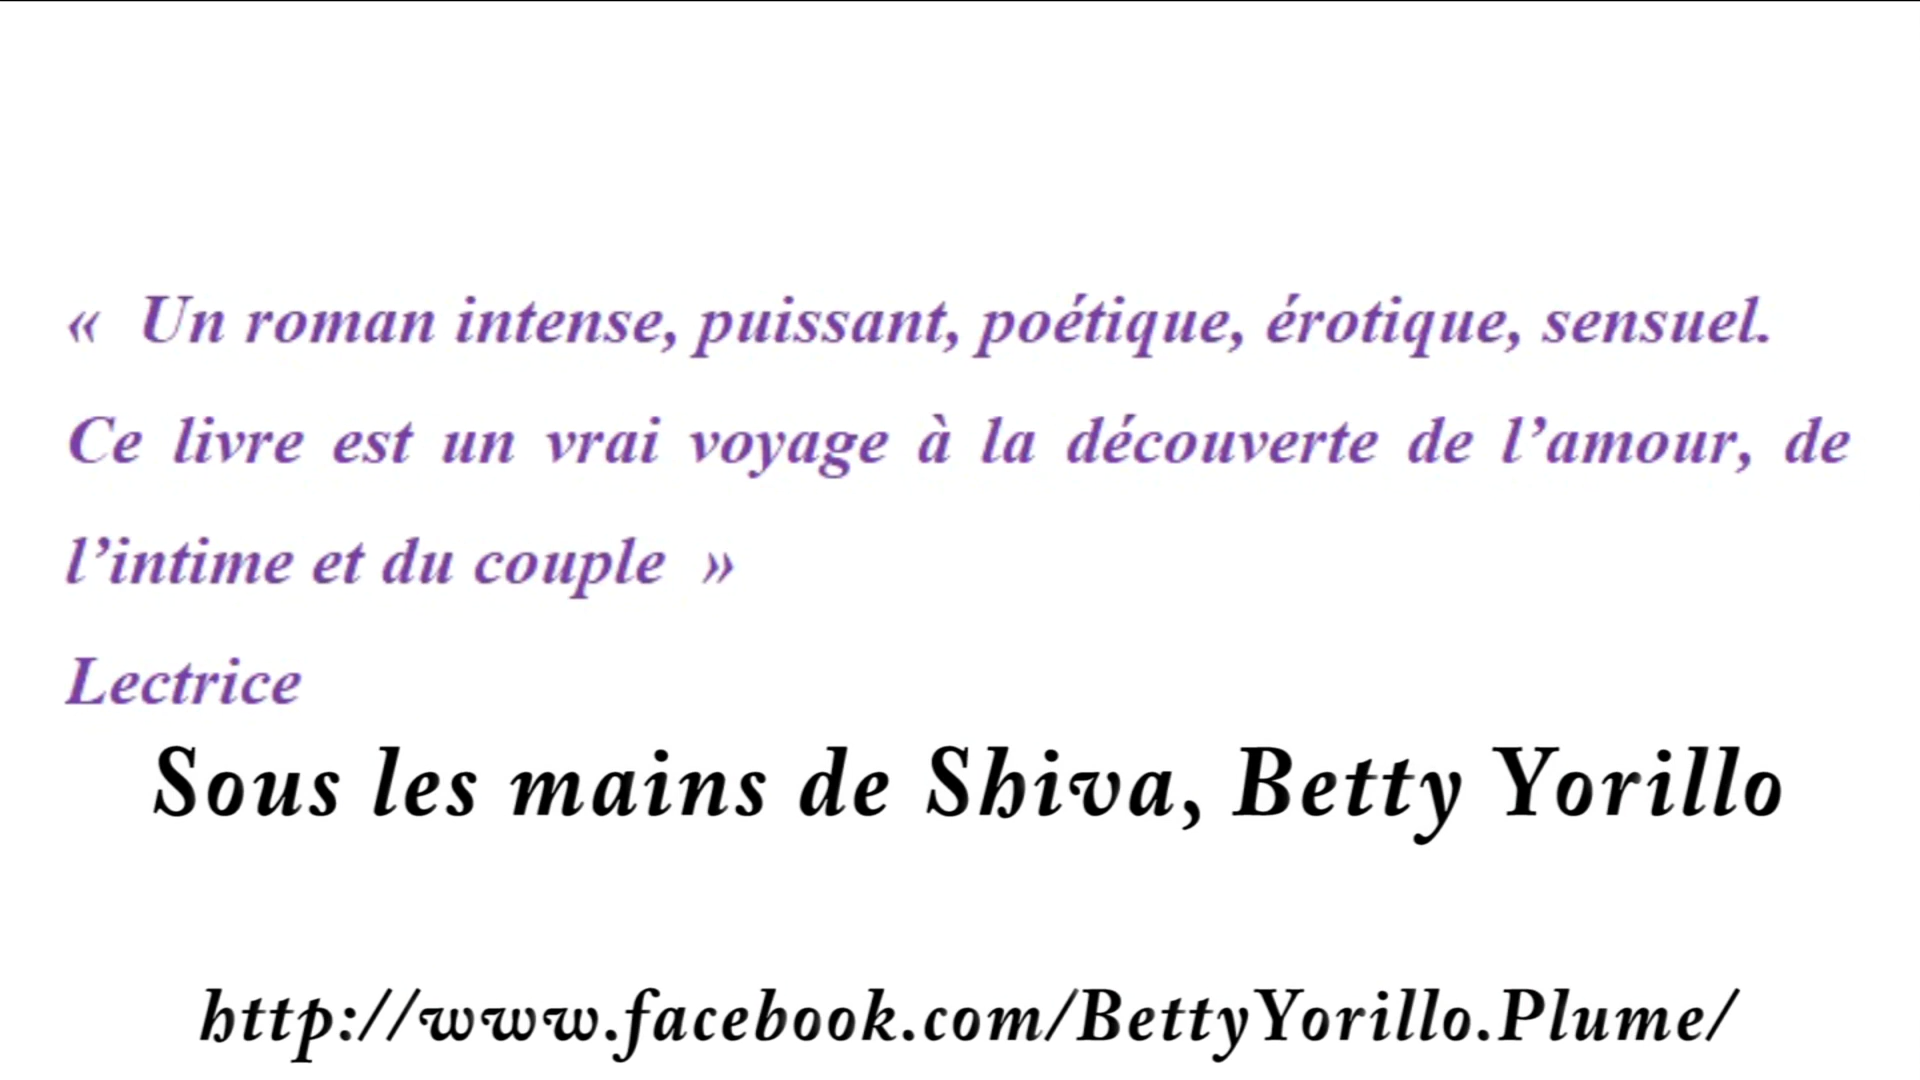 « Un roman intense, puissant, poétique, érotique, sensuel.
Ce livre est un vrai voyage à la découverte de l’amour, de
l’intime et du couple »
Lectrice
Sous les mains de Shiva, Betty Yorillo
http://www.facebook.com/BettyYorillo.Plume/